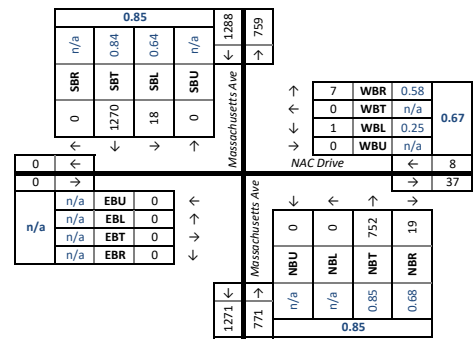 0.85
n/a 0.84 0.64 n/a
SBR SBT SBL SBU
0 1270 18 0
← ↓ → ↑
1288 759
↓ ↑
Massachusetts Ave
↑ 7 WBR 0.58
← 0 WBT n/a
↓ 1 WBL 0.25
→ 0 WBU n/a
0.67
NAC Drive
0 ← ← 8
0 → → 37
n/a
n/a EBU 0 ←
n/a EBL 0 ↑
n/a EBT 0 →
n/a EBR 0 ↓
Massachusetts Ave
↓ ← ↑ →
0 0 752 19
NBU NBL NBT NBR
n/a n/a 0.85 0.68
0.85
↓ ↑
1271 771